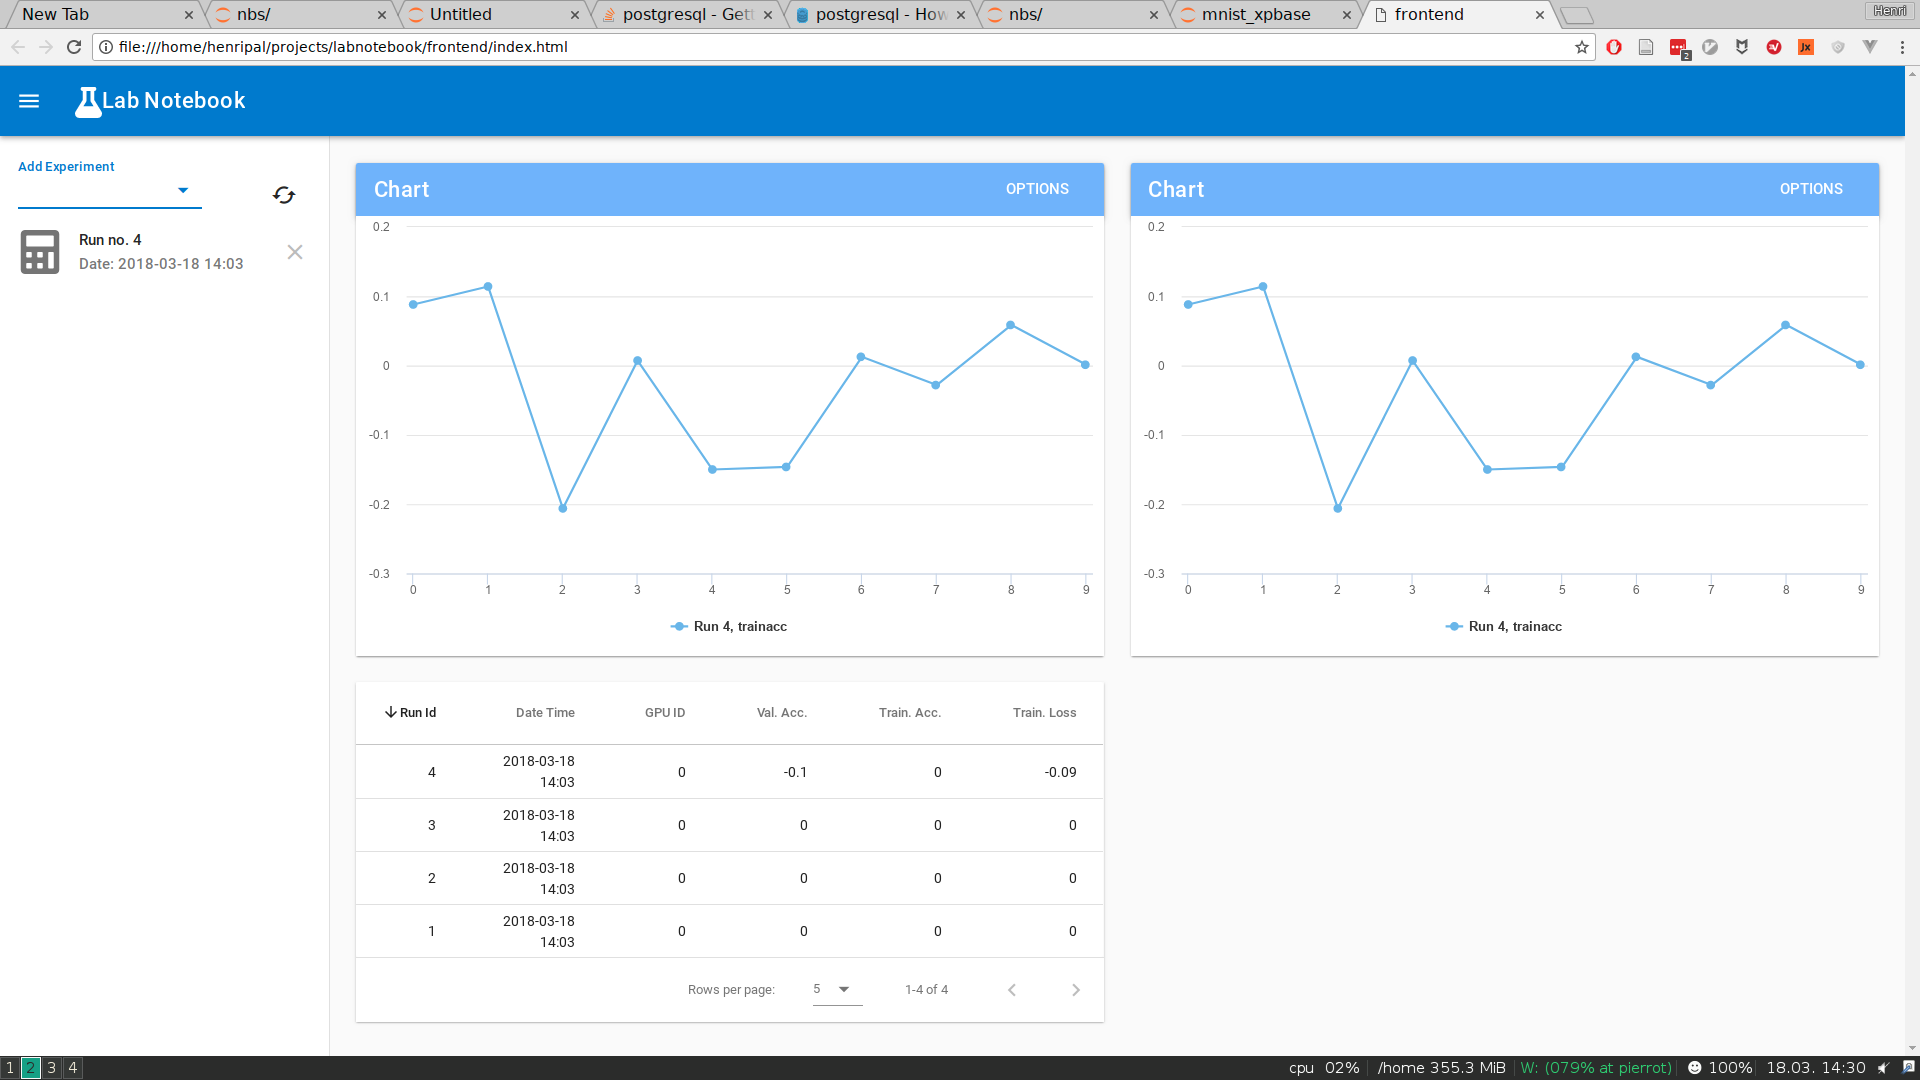 New Tab
nbs/
Untitled
postgresql - Gett
postgresql - How
nbs/
mnist_xpbase
frontend
Henri
file:///home/henripal/projects/labnotebook/frontend/index.html
2
Jx
Lab Notebook
Add Experiment
Run no. 4
Date: 2018-03-18 14:03
Chart
OPTIONS
0.2
0.1
0
-0.1
-0.2
-0.3
0 1 2 3 4 5 6 7 8 9
Run 4, trainacc
Chart
OPTIONS
0.2
0.1
0
-0.1
-0.2
-0.3
0 1 2 3 4 5 6 7 8 9
Run 4, trainacc
Run Id Date Time GPU ID Val. Acc. Train. Acc. Train. Loss
4 2018-03-18 14:03 0 -0.1 0 -0.09
3 2018-03-18 14:03 0 0 0 0
2 2018-03-18 14:03 0 0 0 0
1 2018-03-18 14:03 0 0 0 0
Rows per page: 5 1-4 of 4
1 2 3 4
cpu 02% /home 355.3 MiB W: (079% at pierrot) 100% 18.03. 14:30